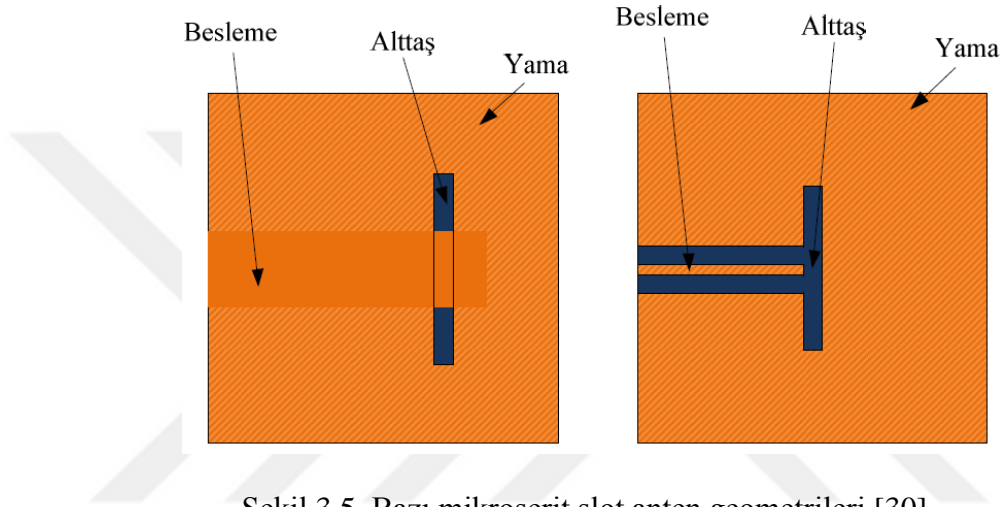 Besleme
Alttaş
Yama
Besleme
Alttaş
Yama
Şekil 3.5. Bazı mikroşerit slot anten geometrileri [30]